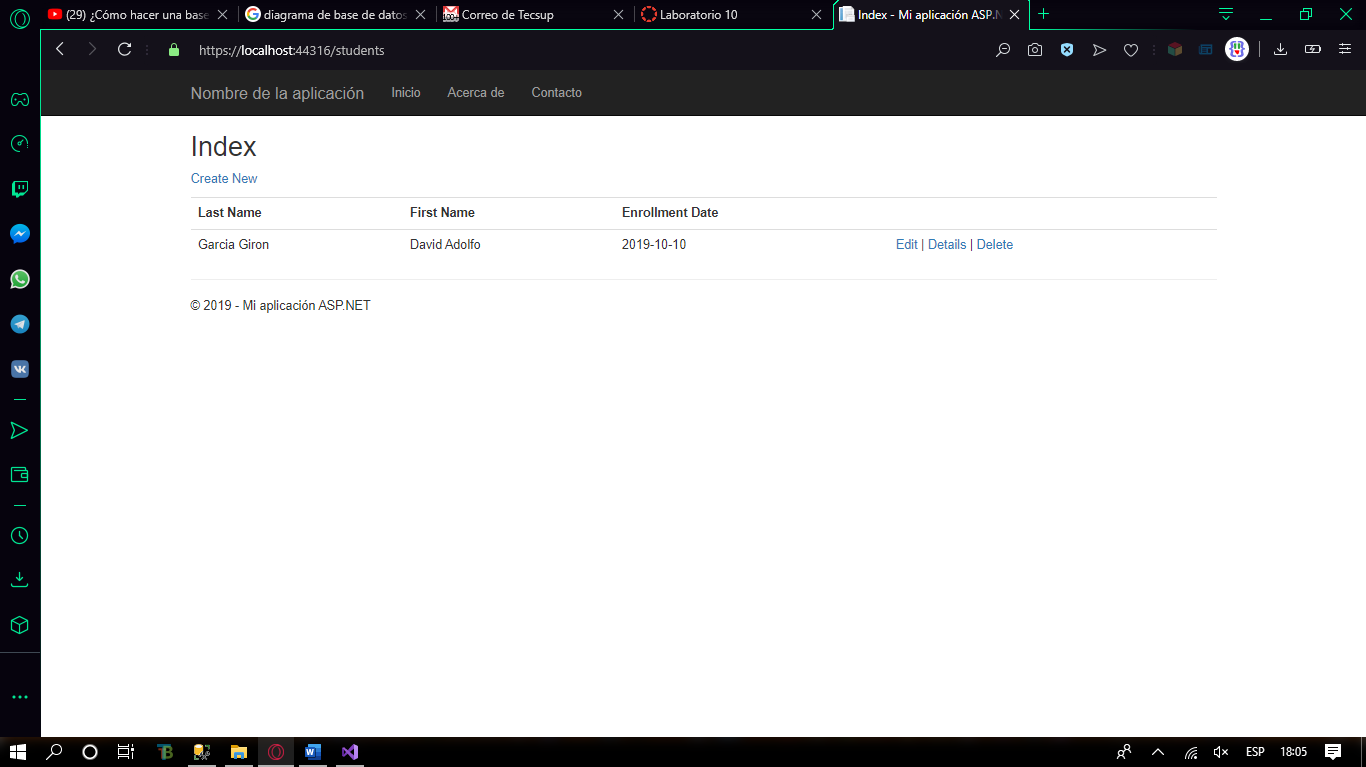 (29) ¿Cómo hacer una base
diagrama de base de datos
Correo de Tecsup
Laboratorio 10
Index - Mi aplicación ASP.N
https://localhost:44316/students
Nombre de la aplicación Inicio Acerca de Contacto
Index
Create New
Last Name First Name Enrollment Date
Garcia Giron David Adolfo 2019-10-10 Edit | Details | Delete
© 2019 - Mi aplicación ASP.NET
ESP 18:05